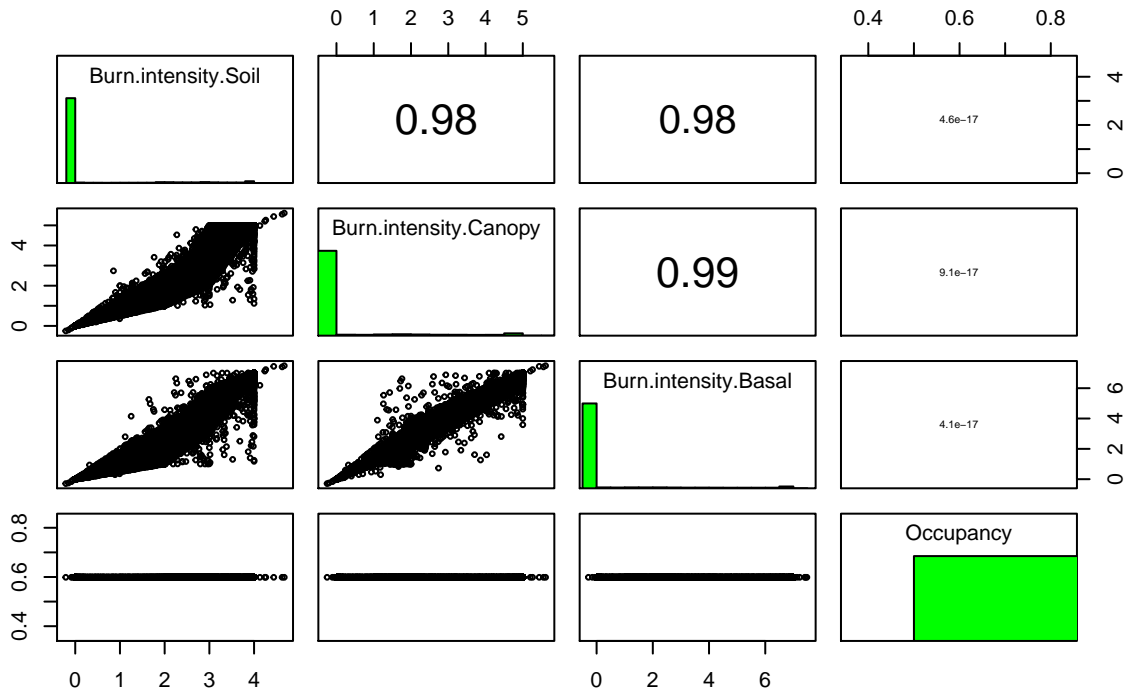 0 1 2 3 4 5
0.4 0.6 0.8
Burn.intensity.Soil
0.98
0.98
4.6e−17
0 2 4
0 2 4
Burn.intensity.Canopy
0.99
9.1e−17
Burn.intensity.Basal
4.1e−17
0 2 4 6
0.4 0.6 0.8
Occupancy
0 1 2 3 4
0 2 4 6